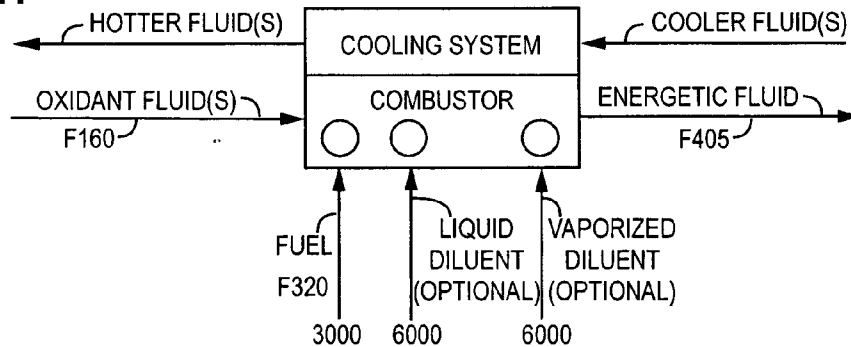 HOTTER FLUID(S)
COOLING SYSTEM
COOLER FLUID(S)
OXIDANT FLUID(S)
F160
COMBUSTOR
ENERGETIC FLUID
F405
FUEL
F320
LIQUID
DILUENT
(OPTIONAL)
VAPORIZED
DILUENT
(OPTIONAL)
3000
6000
6000